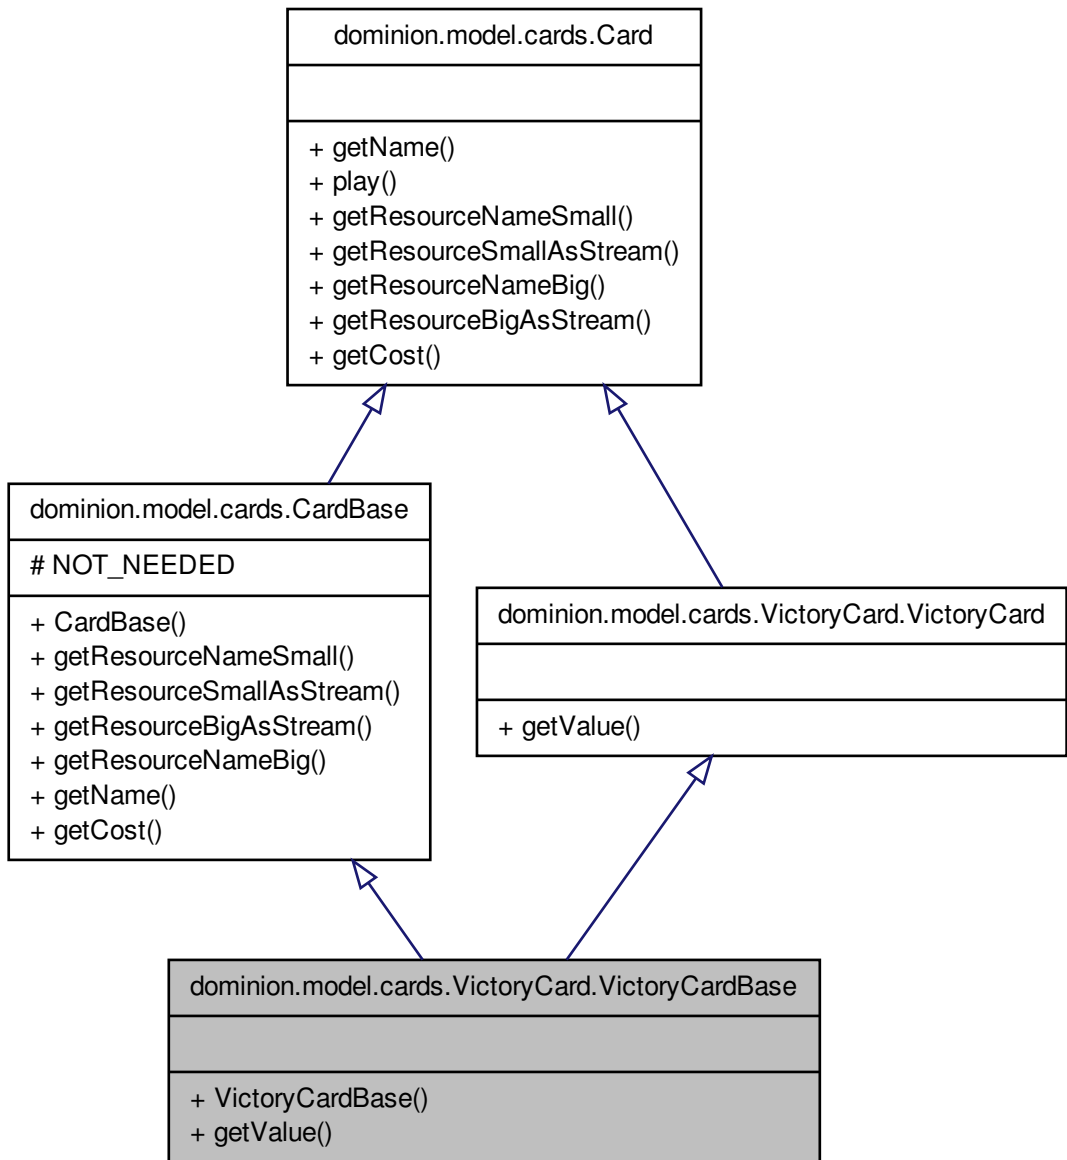 dominion.model.cards.Card
+ getName()
+ play()
+ getResourceNameSmall()
+ getResourceSmallAsStream()
+ getResourceNameBig()
+ getResourceBigAsStream()
+ getCost()
dominion.model.cards.CardBase
# NOT_NEEDED
+ CardBase()
+ getResourceNameSmall()
+ getResourceSmallAsStream()
+ getResourceBigAsStream()
+ getResourceNameBig()
+ getName()
+ getCost()
dominion.model.cards.VictoryCard.VictoryCard
+ getValue()
dominion.model.cards.VictoryCard.VictoryCardBase
+ VictoryCardBase()
+ getValue()